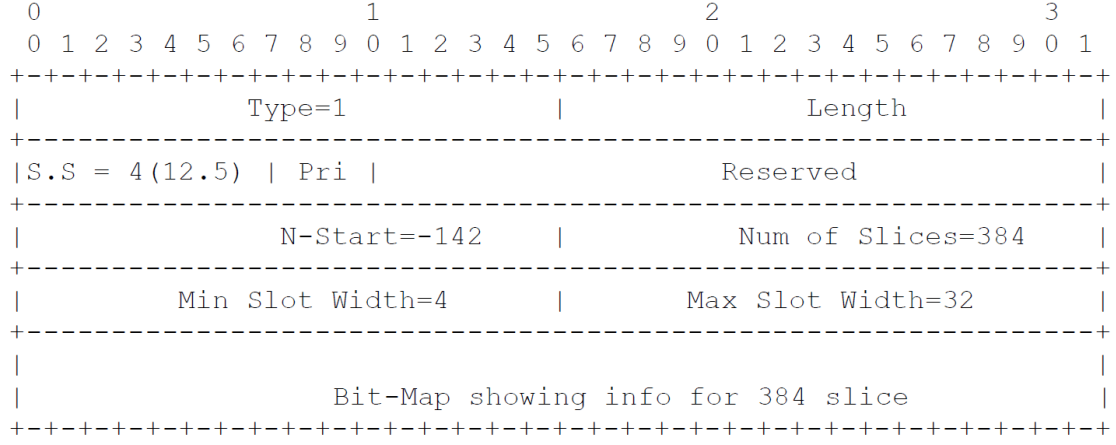 0                   1                   2                   3
 0 1 2 3 4 5 6 7 8 9 0 1 2 3 4 5 6 7 8 9 0 1 2 3 4 5 6 7 8 9 0 1
+-+-+-+-+-+-+-+-+-+-+-+-+-+-+-+-+-+-+-+-+-+-+-+-+-+-+-+-+-+-+-+-+
|             Type=1            |              Length           |
+---------------------------------------------------------------+
|S.S = 4(12.5) | Pri |                    Reserved              |
+---------------------------------------------------------------+
|               N-Start=-142    |          Num of Slices=384    |
+---------------------------------------------------------------+
|         Min Slot Width=4      |       Max Slot Width=32       |
+---------------------------------------------------------------+
|                                                               |
|                  Bit-Map showing info for 384 slice           |
+-+-+-+-+-+-+-+-+-+-+-+-+-+-+-+-+-+-+-+-+-+-+-+-+-+-+-+-+-+-+-+-+